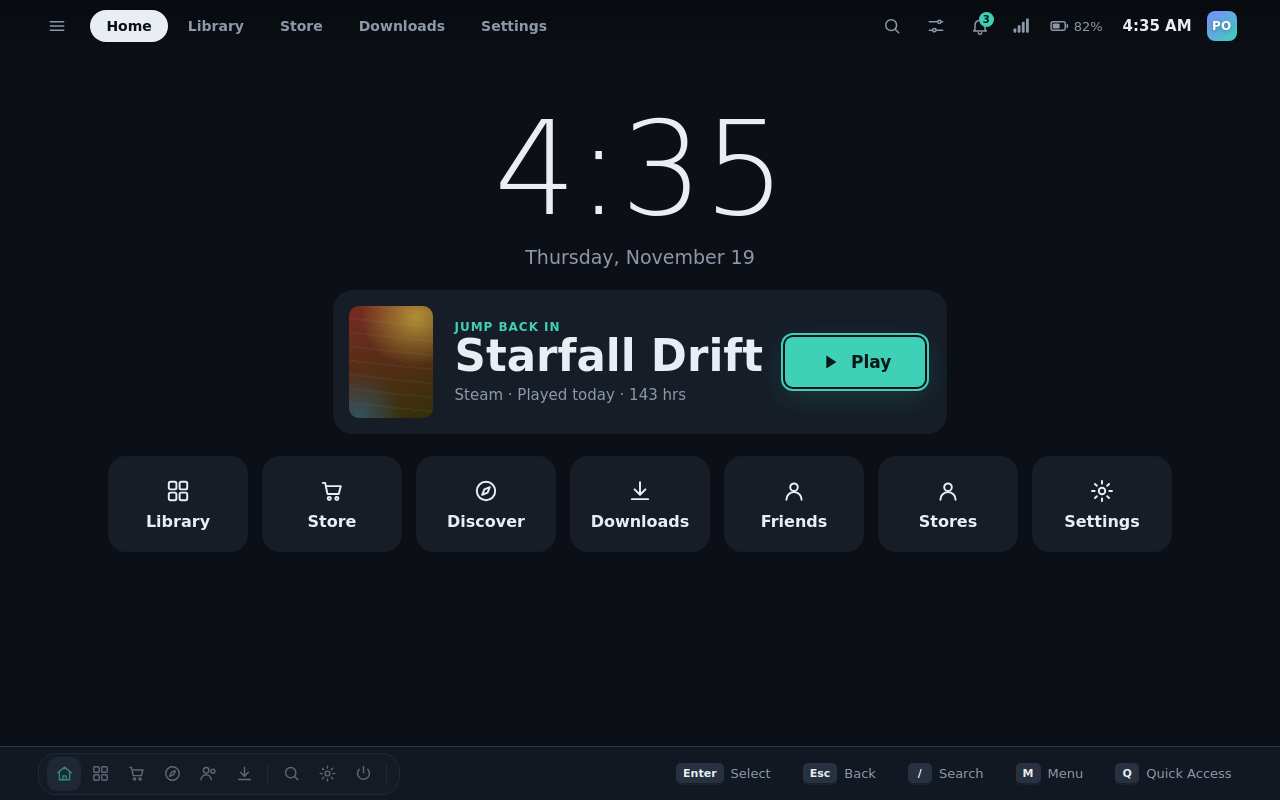 Home Library Store Downloads Settings 3 82% 4:35 AM PO
4:35
Thursday, November 19
JUMP BACK IN
Starfall Drift
Steam · Played today · 143 hrs
Play
Library Store Discover Downloads Friends Stores Settings
Enter Select Esc Back / Search M Menu Q Quick Access